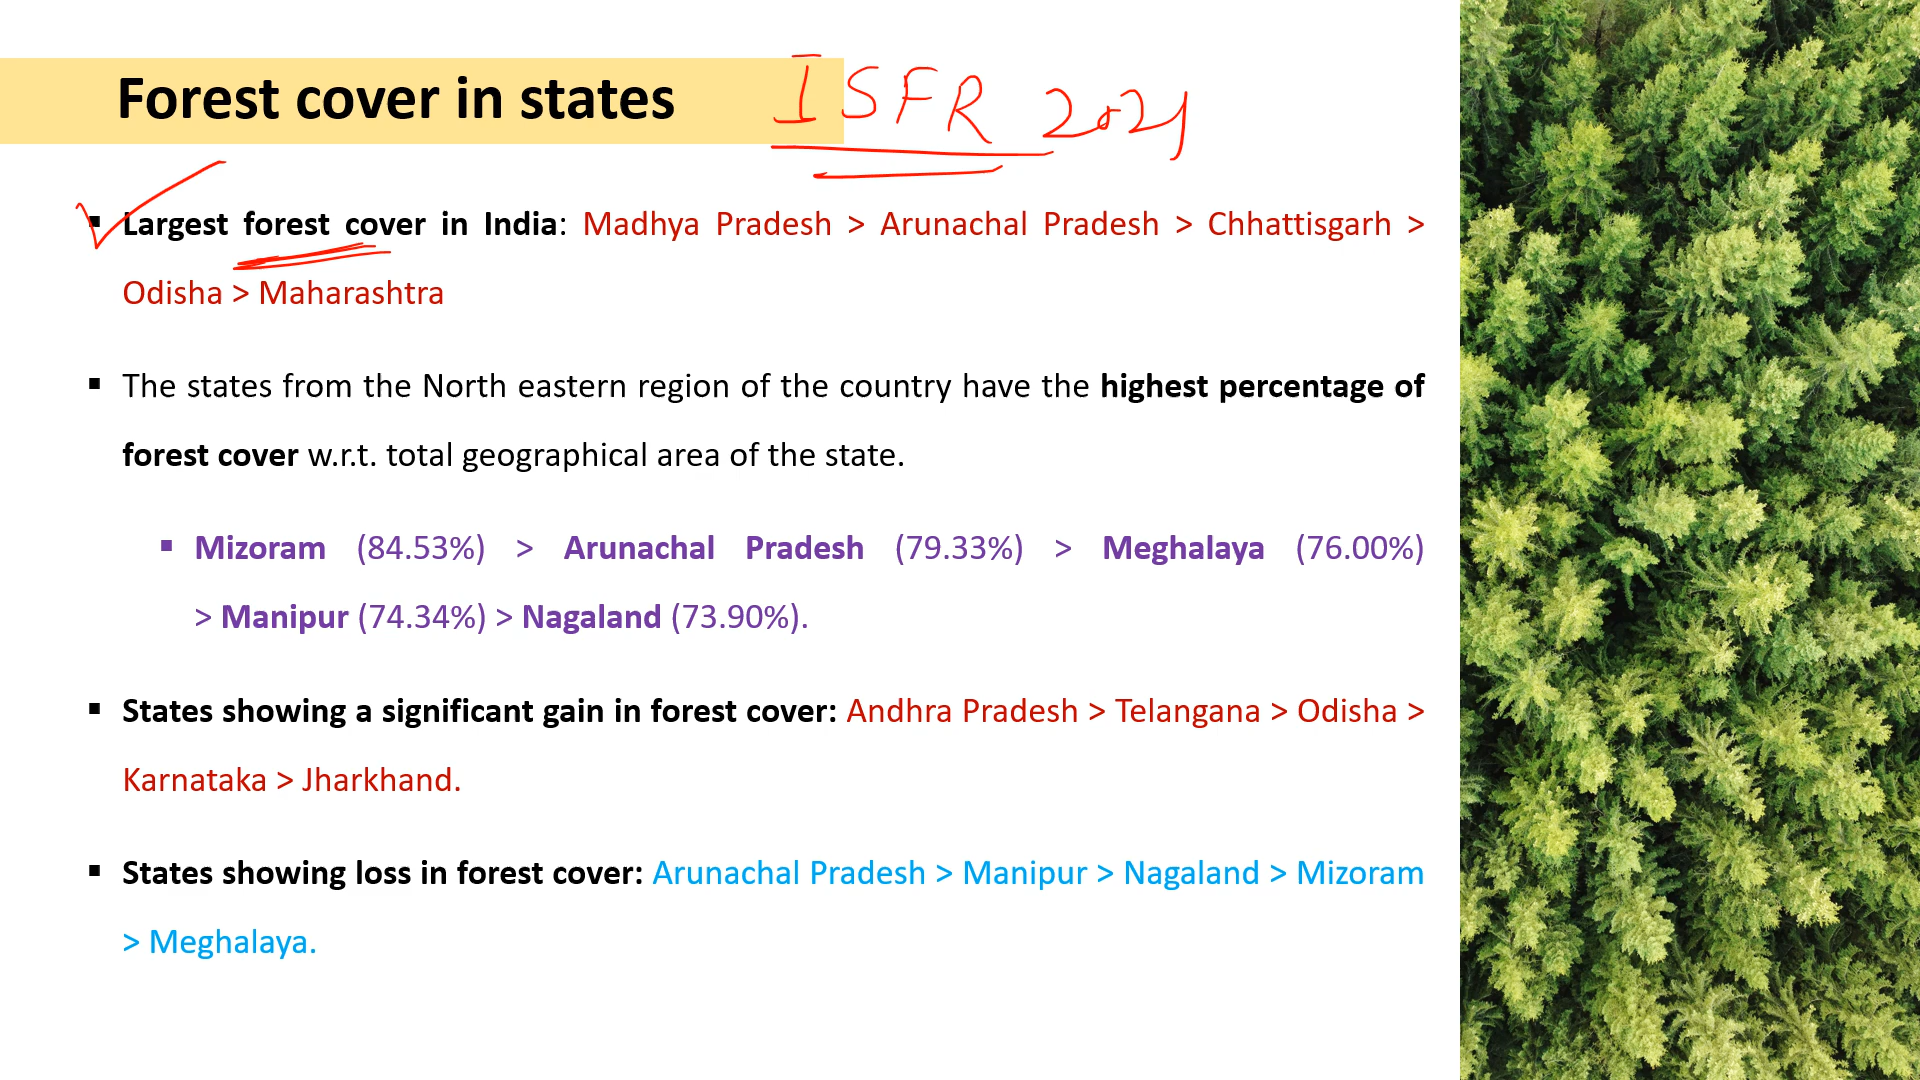 Forest cover in states ISFR 2021
▪ Largest forest cover in India: Madhya Pradesh > Arunachal Pradesh > Chhattisgarh >
Odisha > Maharashtra
▪ The states from the North eastern region of the country have the highest percentage of
forest cover w.r.t. total geographical area of the state.
▪ Mizoram (84.53%) > Arunachal Pradesh (79.33%) > Meghalaya (76.00%)
> Manipur (74.34%) > Nagaland (73.90%).
▪ States showing a significant gain in forest cover: Andhra Pradesh > Telangana > Odisha >
Karnataka > Jharkhand.
▪ States showing loss in forest cover: Arunachal Pradesh > Manipur > Nagaland > Mizoram
> Meghalaya.